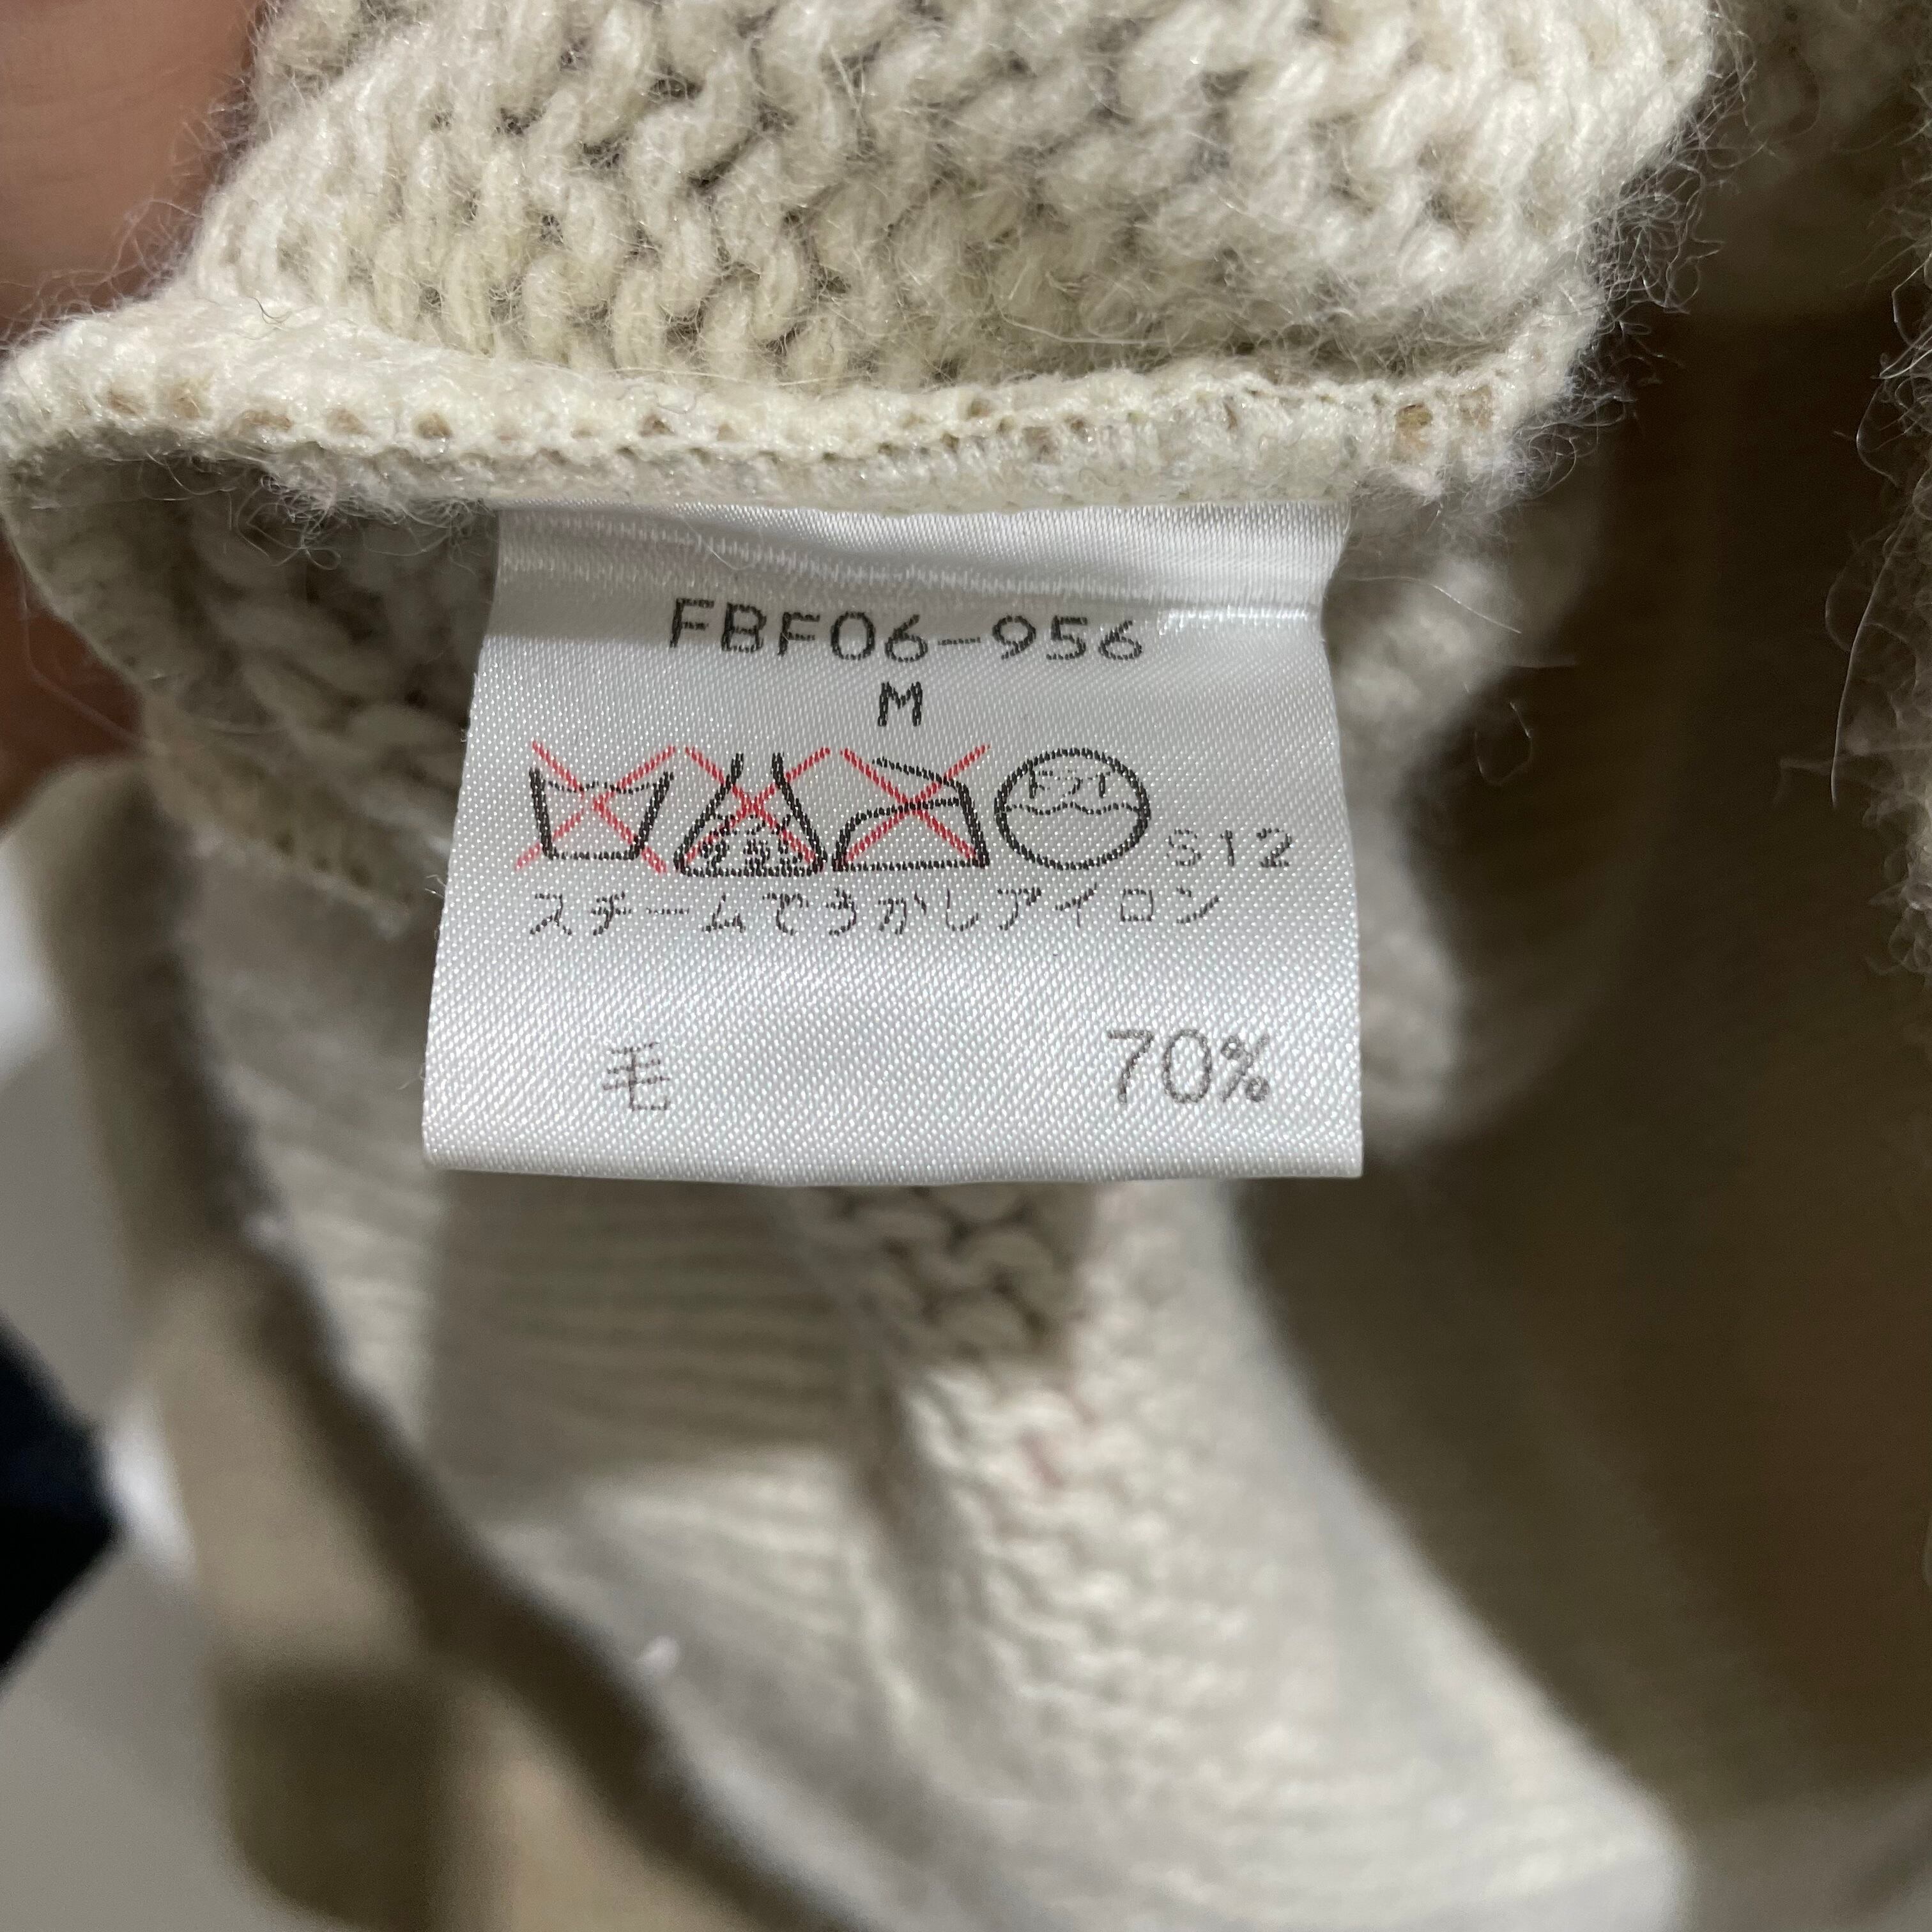 FBF06-956
M
ドライ
S12
スチームでうかしアイロン
毛 70%